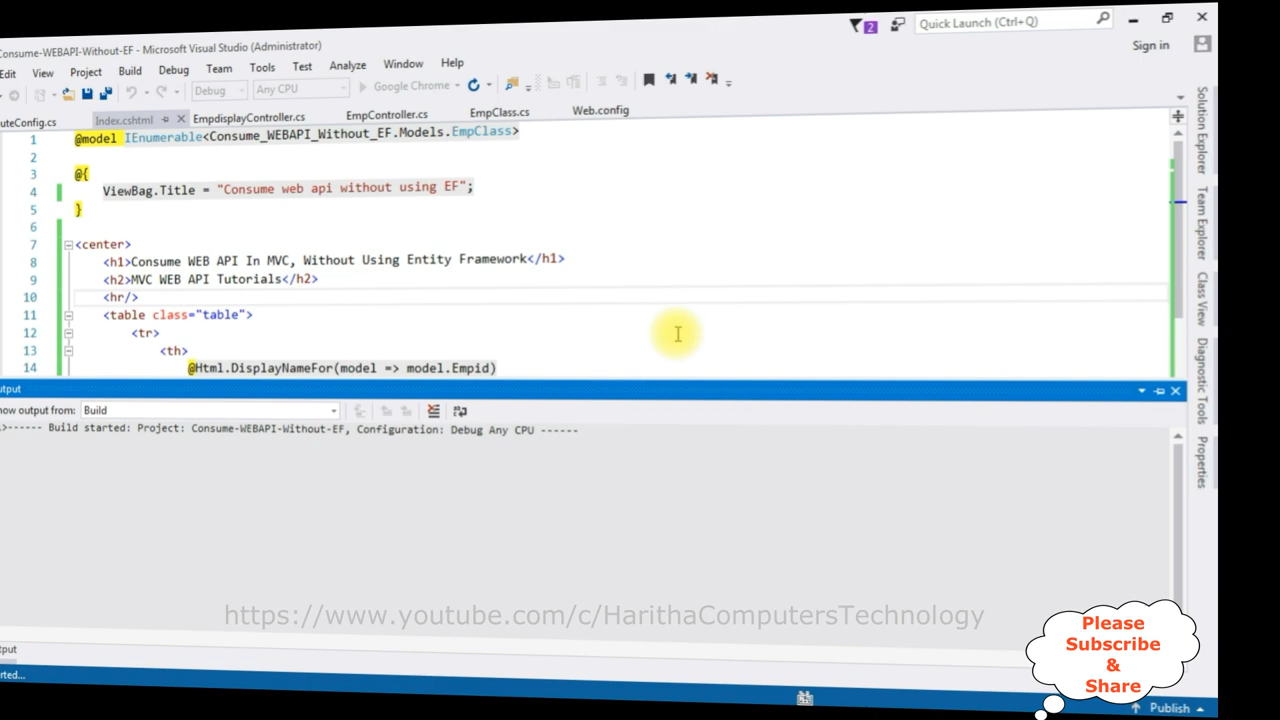 Consume-WEBAPI-Without-EF - Microsoft Visual Studio (Administrator)
2
Quick Launch (Ctrl+Q)
Edit View Project Build Debug Team Tools Test Analyze Window Help
Sign in
Debug Any CPU Google Chrome
uteConfig.cs Index.cshtml EmpdisplayController.cs EmpController.cs EmpClass.cs Web.config
1 @model IEnumerable<Consume_WEBAPI_Without_EF.Models.EmpClass>
2
3 @{
4 ViewBag.Title = "Consume web api without using EF";
5 }
6
7 <center>
8 <h1>Consume WEB API In MVC, Without Using Entity Framework</h1>
9 <h2>MVC WEB API Tutorials</h2>
10 <hr/>
11 <table class="table">
12 <tr>
13 <th>
14 @Html.DisplayNameFor(model => model.Empid)
Solution Explorer
Team Explorer
Class View
Diagnostic Tools
Properties
utput
how output from: Build
>------ Build started: Project: Consume-WEBAPI-Without-EF, Configuration: Debug Any CPU ------
https://www.youtube.com/c/HarithaComputersTechnology
Please
Subscribe
&
Share
tput
rted...
Publish